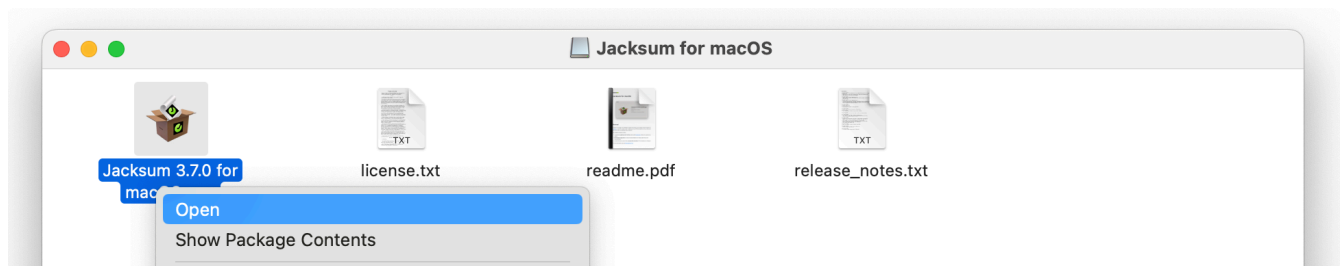 Jacksum for macOS
Jacksum 3.7.0 for
mac
license.txt
TXT
readme.pdf
release_notes.txt
TXT
Open
Show Package Contents